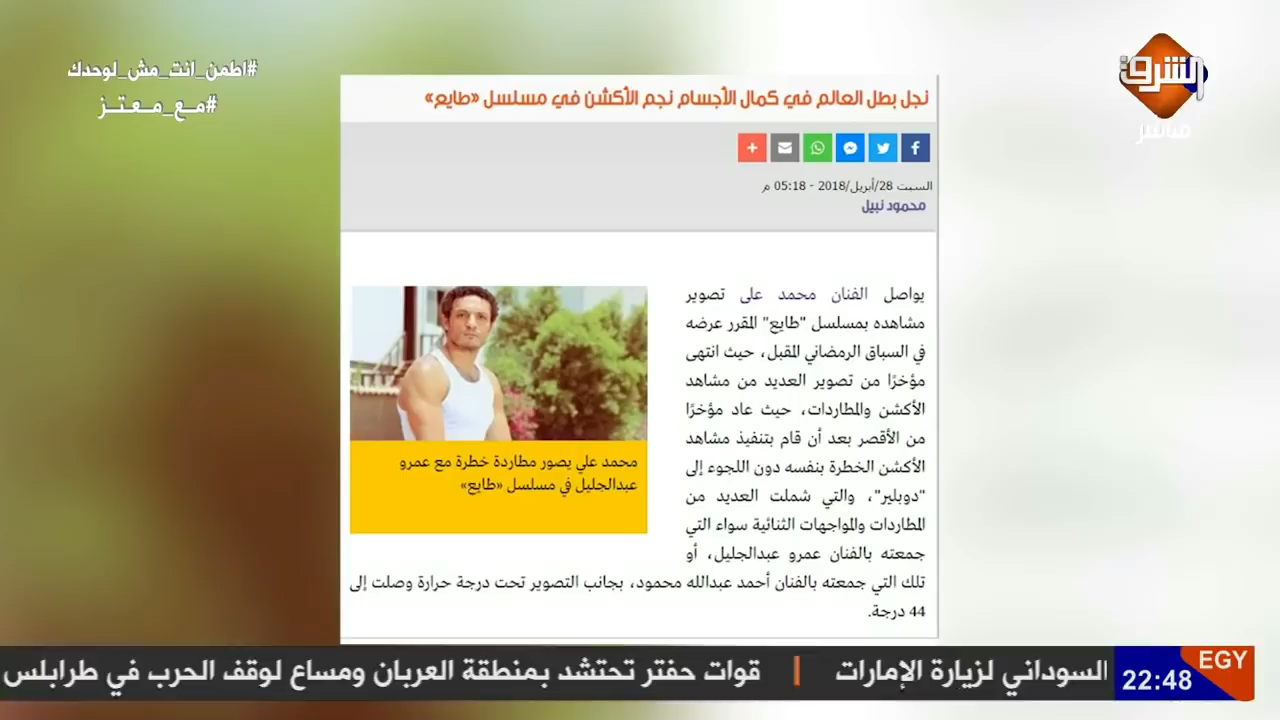 #اطمن_انت_مش_لوحدك
#مـع_مـعـتـز
الشرق
مباشر
نجل بطل العالم في كمال الأجسام نجم الأكشن في مسلسل «طايع»
السبت 28/أبريل/2018 - 05:18 م
محمود نبيل
يواصل الفنان محمد على تصوير
مشاهده بمسلسل "طايع" المقرر عرضه
في السباق الرمضاني المقبل، حيث انتهى
مؤخرًا من تصوير العديد من مشاهد
الأكشن والمطاردات، حيث عاد مؤخرًا
من الأقصر بعد أن قام بتنفيذ مشاهد
الأكشن الخطرة بنفسه دون اللجوء إلى
"دوبلير"، والتي شملت العديد من
المطاردات والمواجهات الثنائية سواء التي
جمعته بالفنان عمرو عبدالجليل، أو
تلك التي جمعته بالفنان أحمد عبدالله محمود، بجانب التصوير تحت درجة حرارة وصلت إلى
44 درجة.
محمد علي يصور مطاردة خطرة مع عمرو
عبدالجليل في مسلسل «طايع»
السوداني لزيارة الإمارات | قوات حفتر تحتشد بمنطقة العربان ومساع لوقف الحرب في طرابلس
EGY
22:48